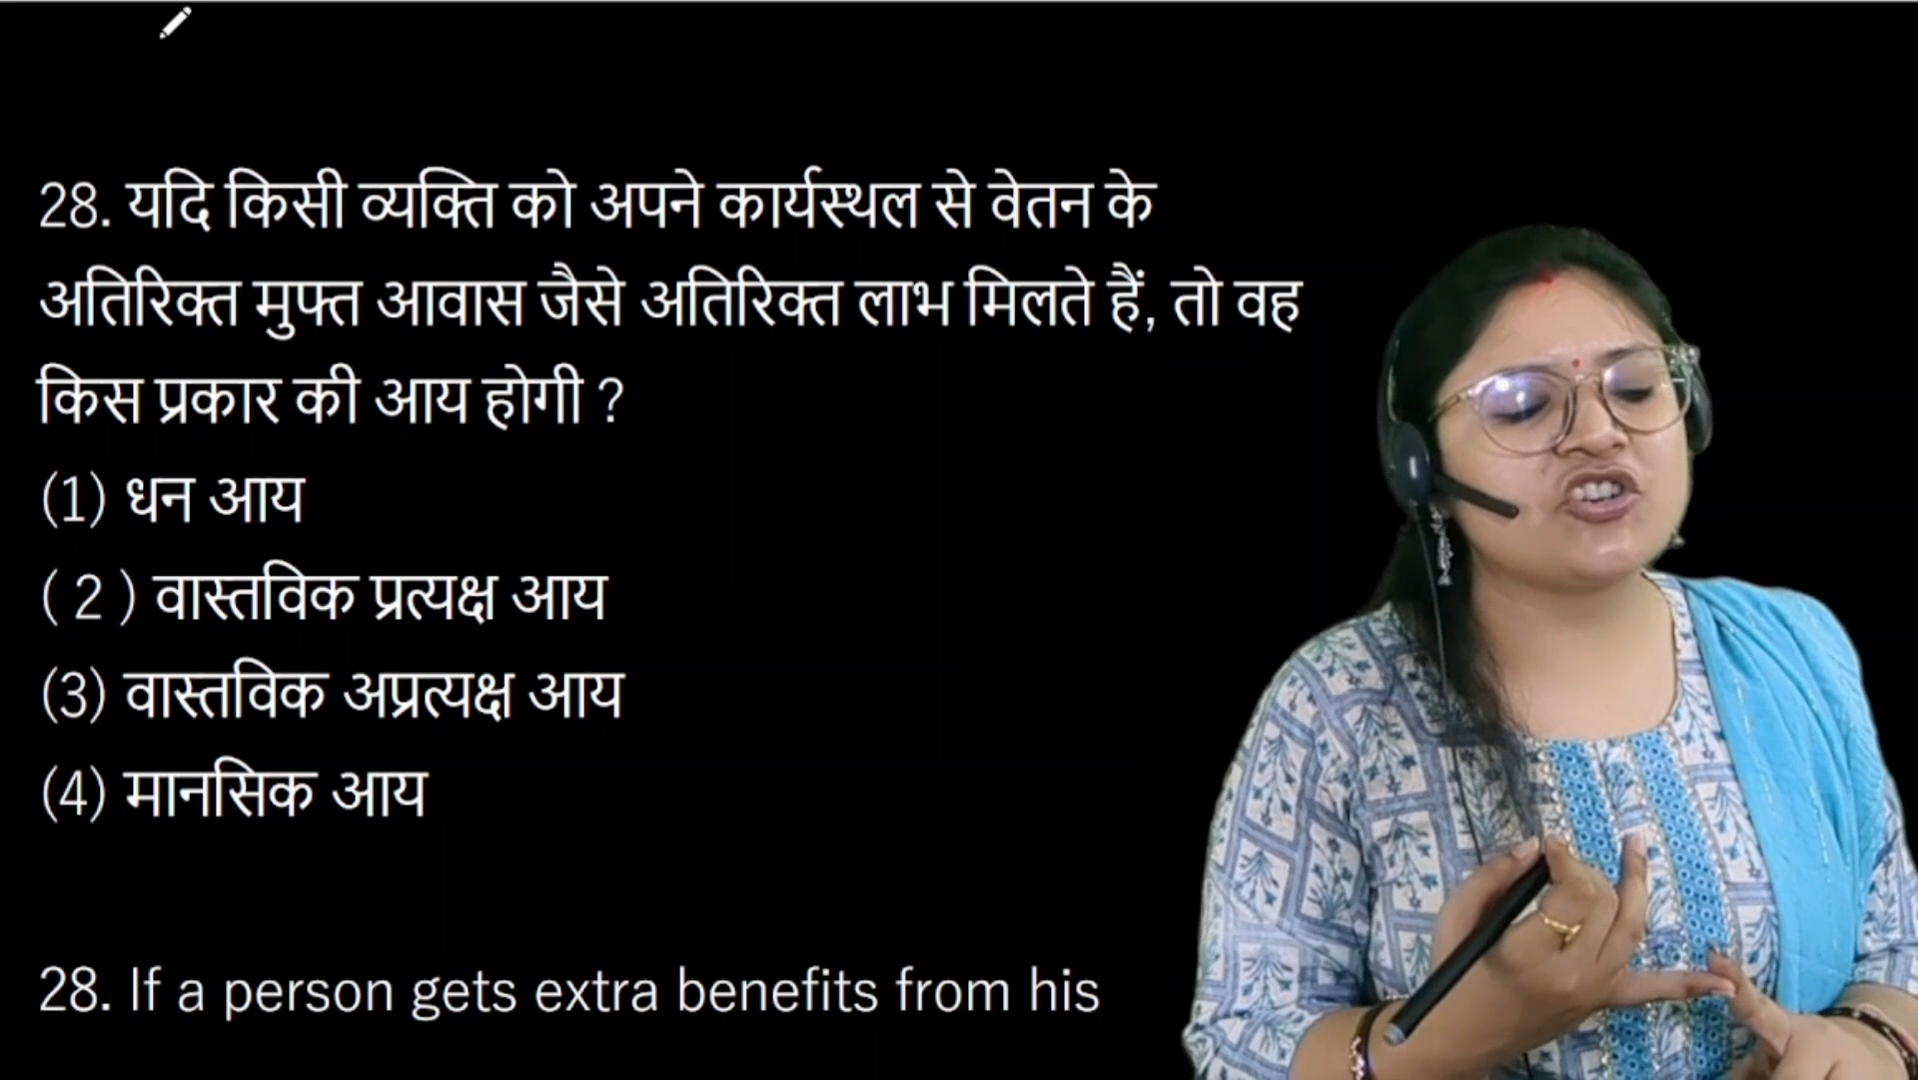 28. यदि किसी व्यक्ति को अपने कार्यस्थल से वेतन के
अतिरिक्त मुफ्त आवास जैसे अतिरिक्त लाभ मिलते हैं, तो वह
किस प्रकार की आय होगी ?
(1) धन आय
( 2 ) वास्तविक प्रत्यक्ष आय
(3) वास्तविक अप्रत्यक्ष आय
(4) मानसिक आय
28. If a person gets extra benefits from his